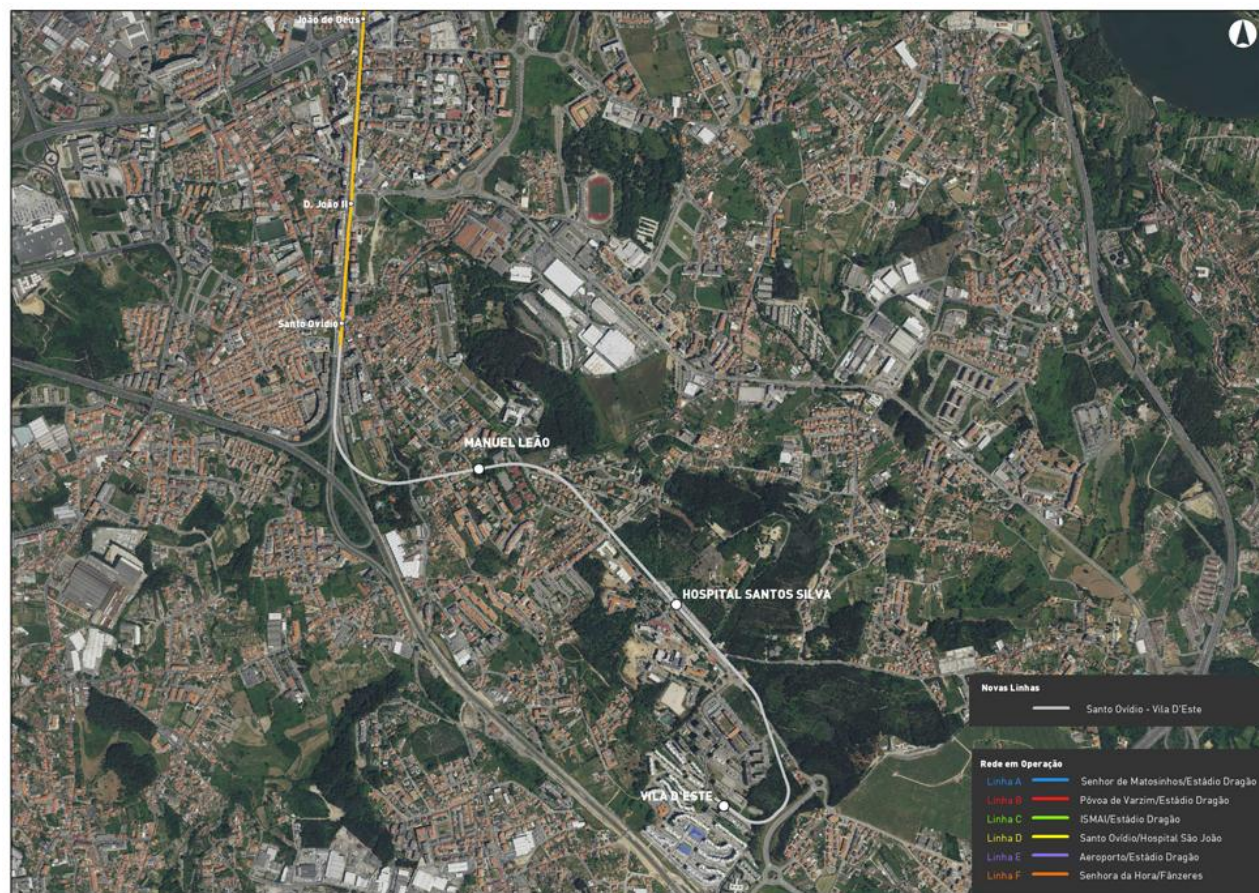 João de Deus
D. João II
Santo Ovídio
MANUEL LEÃO
HOSPITAL SANTOS SILVA
VILA D'ESTE
Novas Linhas
Santo Ovídio - Vila D'Este
Rede em Operação
Linha A Senhor de Matosinhos/Estádio Dragão
Linha B Póvoa de Varzim/Estádio Dragão
Linha C ISMAI/Estádio Dragão
Linha D Santo Ovídio/Hospital São João
Linha E Aeroporto/Estádio Dragão
Linha F Senhora da Hora/Fânzeres